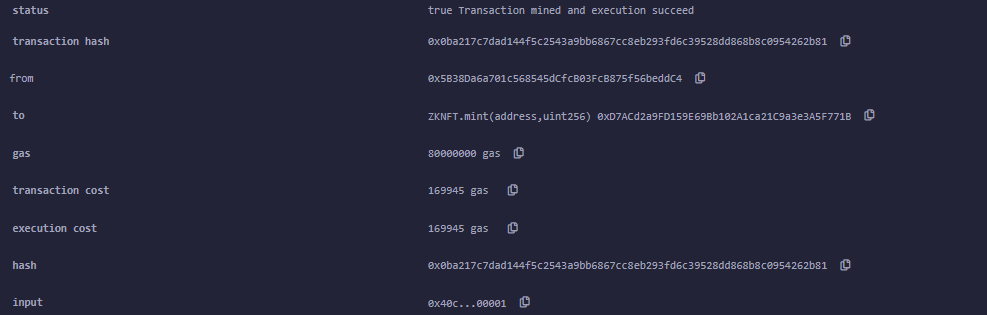 status true Transaction mined and execution succeed
transaction hash 0x0ba217c7dad144f5c2543a9bb6867cc8eb293fd6c39528dd868b8c0954262b81
from 0x5B38Da6a701c568545dCfcB03FcB875f56beddC4
to ZKNFT.mint(address,uint256) 0xD7ACd2a9FD159E69Bb102A1ca21C9a3e3A5F771B
gas 80000000 gas
transaction cost 169945 gas
execution cost 169945 gas
hash 0x0ba217c7dad144f5c2543a9bb6867cc8eb293fd6c39528dd868b8c0954262b81
input 0x40c...00001